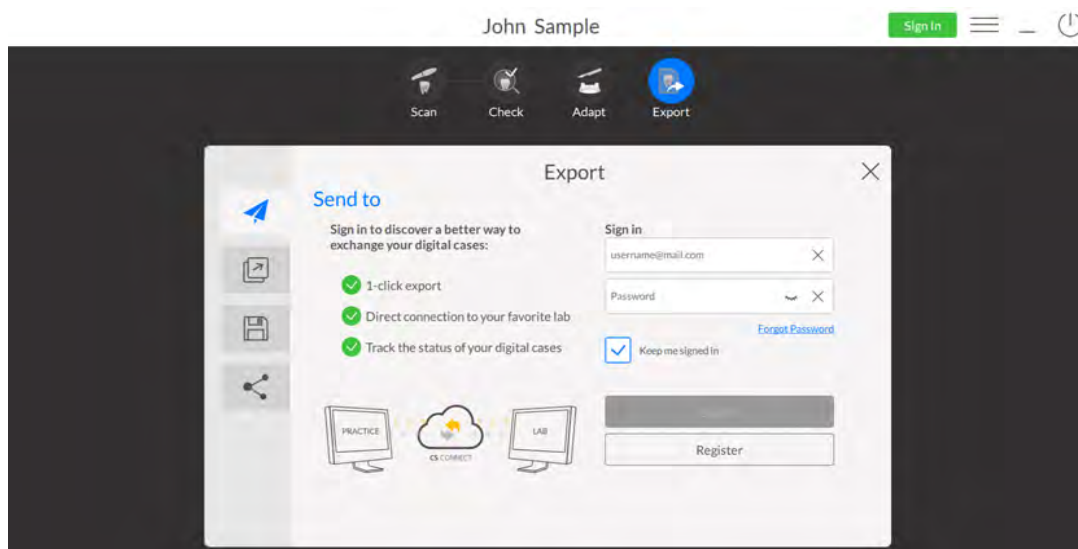 John Sample
Sign In
Scan
Check
Adapt
Export
Export
Send to
Sign in to discover a better way to
exchange your digital cases:
1-click export
Direct connection to your favorite lab
Track the status of your digital cases
PRACTICE
CS CONNECT
LAB
Sign in
username@mail.com
Password
Forgot Password
Keep me signed in
Register